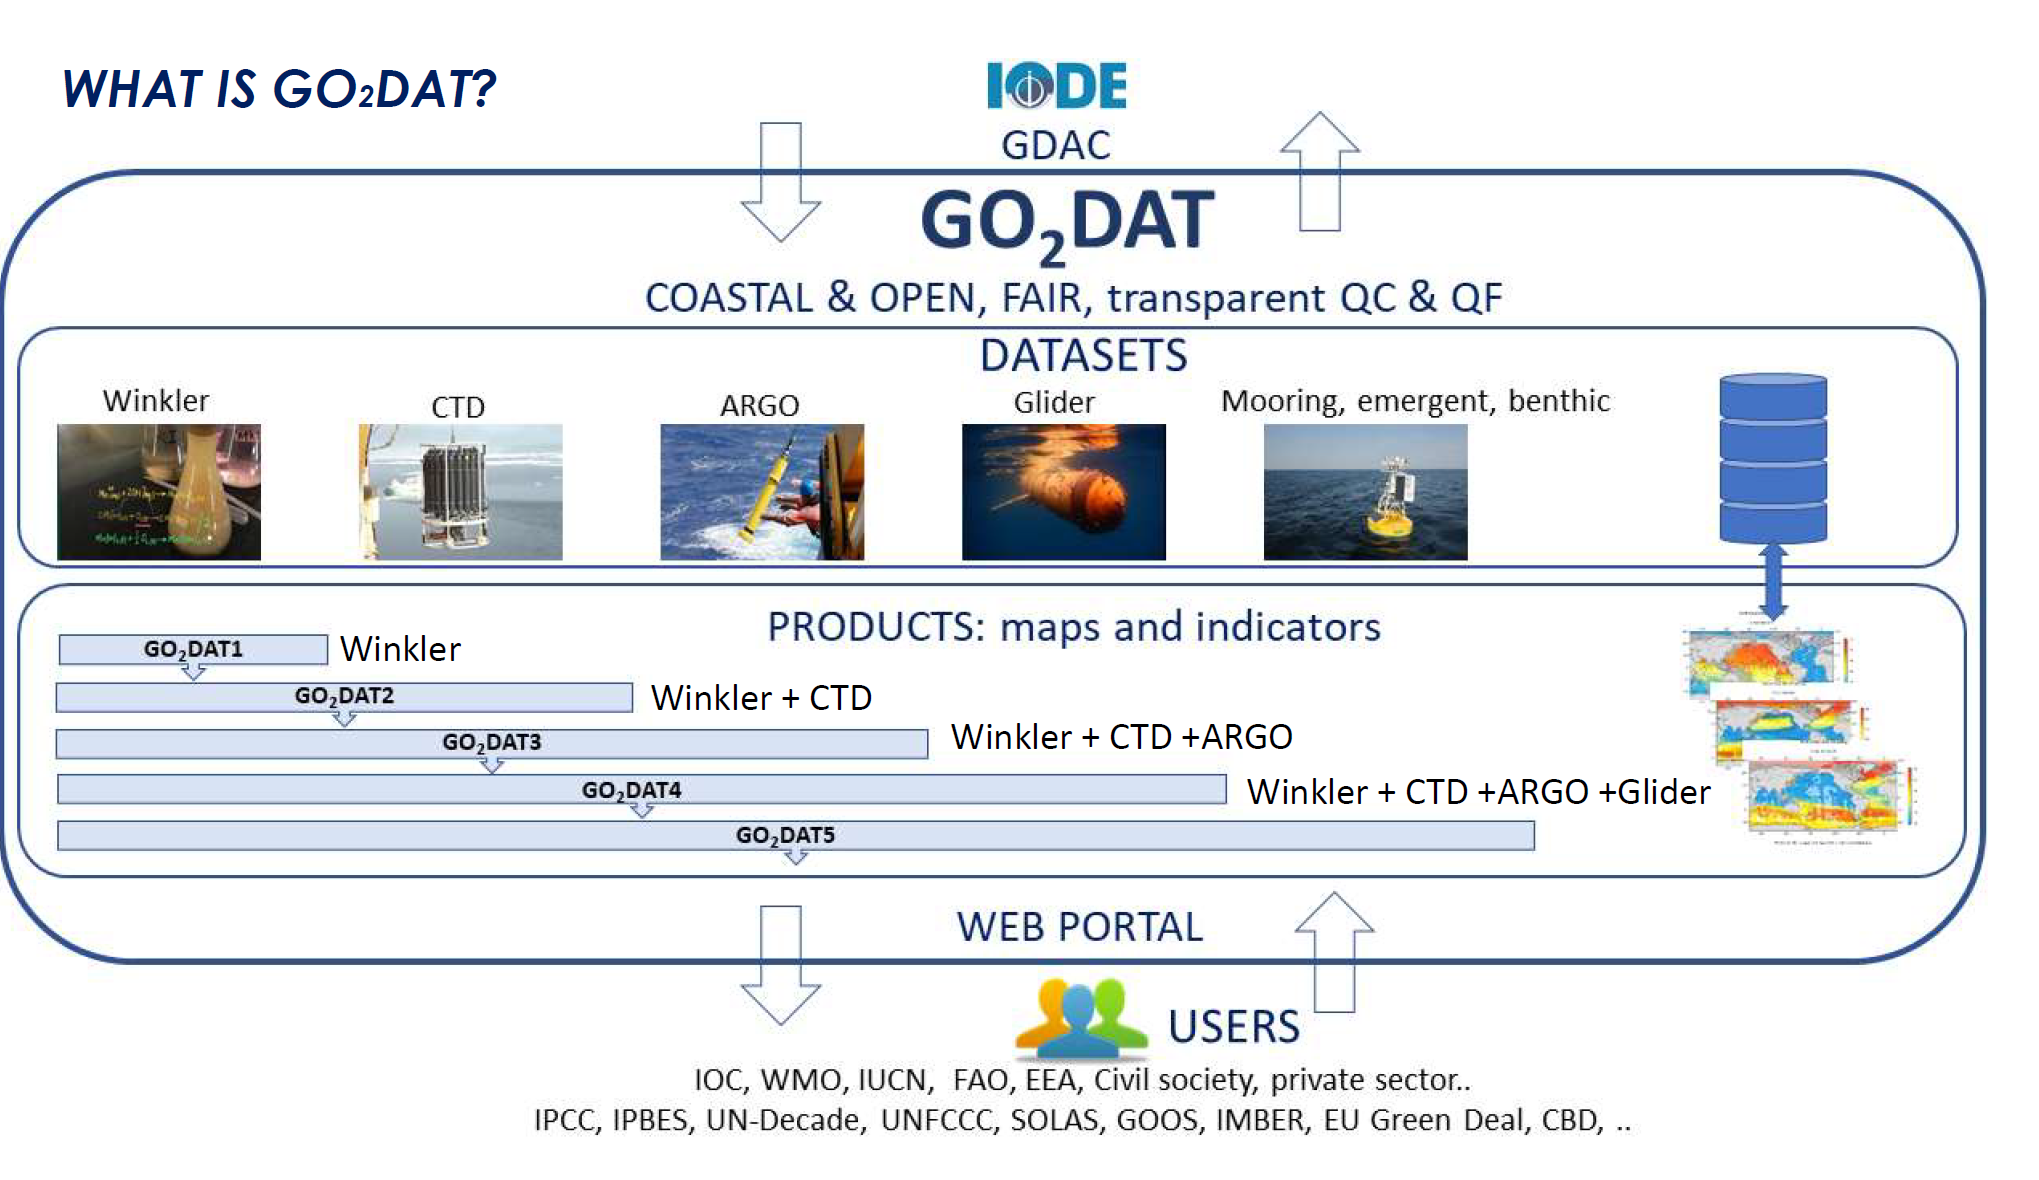 WHAT IS GO₂DAT?
IODE
GDAC
GO₂DAT
COASTAL & OPEN, FAIR, transparent QC & QF
DATASETS
Winkler
CTD
ARGO
Glider
Mooring, emergent, benthic
PRODUCTS: maps and indicators
GO₂DAT1 Winkler
GO₂DAT2 Winkler + CTD
GO₂DAT3 Winkler + CTD +ARGO
GO₂DAT4 Winkler + CTD +ARGO +Glider
GO₂DAT5
WEB PORTAL
USERS
IOC, WMO, IUCN, FAO, EEA, Civil society, private sector..
IPCC, IPBES, UN-Decade, UNFCCC, SOLAS, GOOS, IMBER, EU Green Deal, CBD, ..